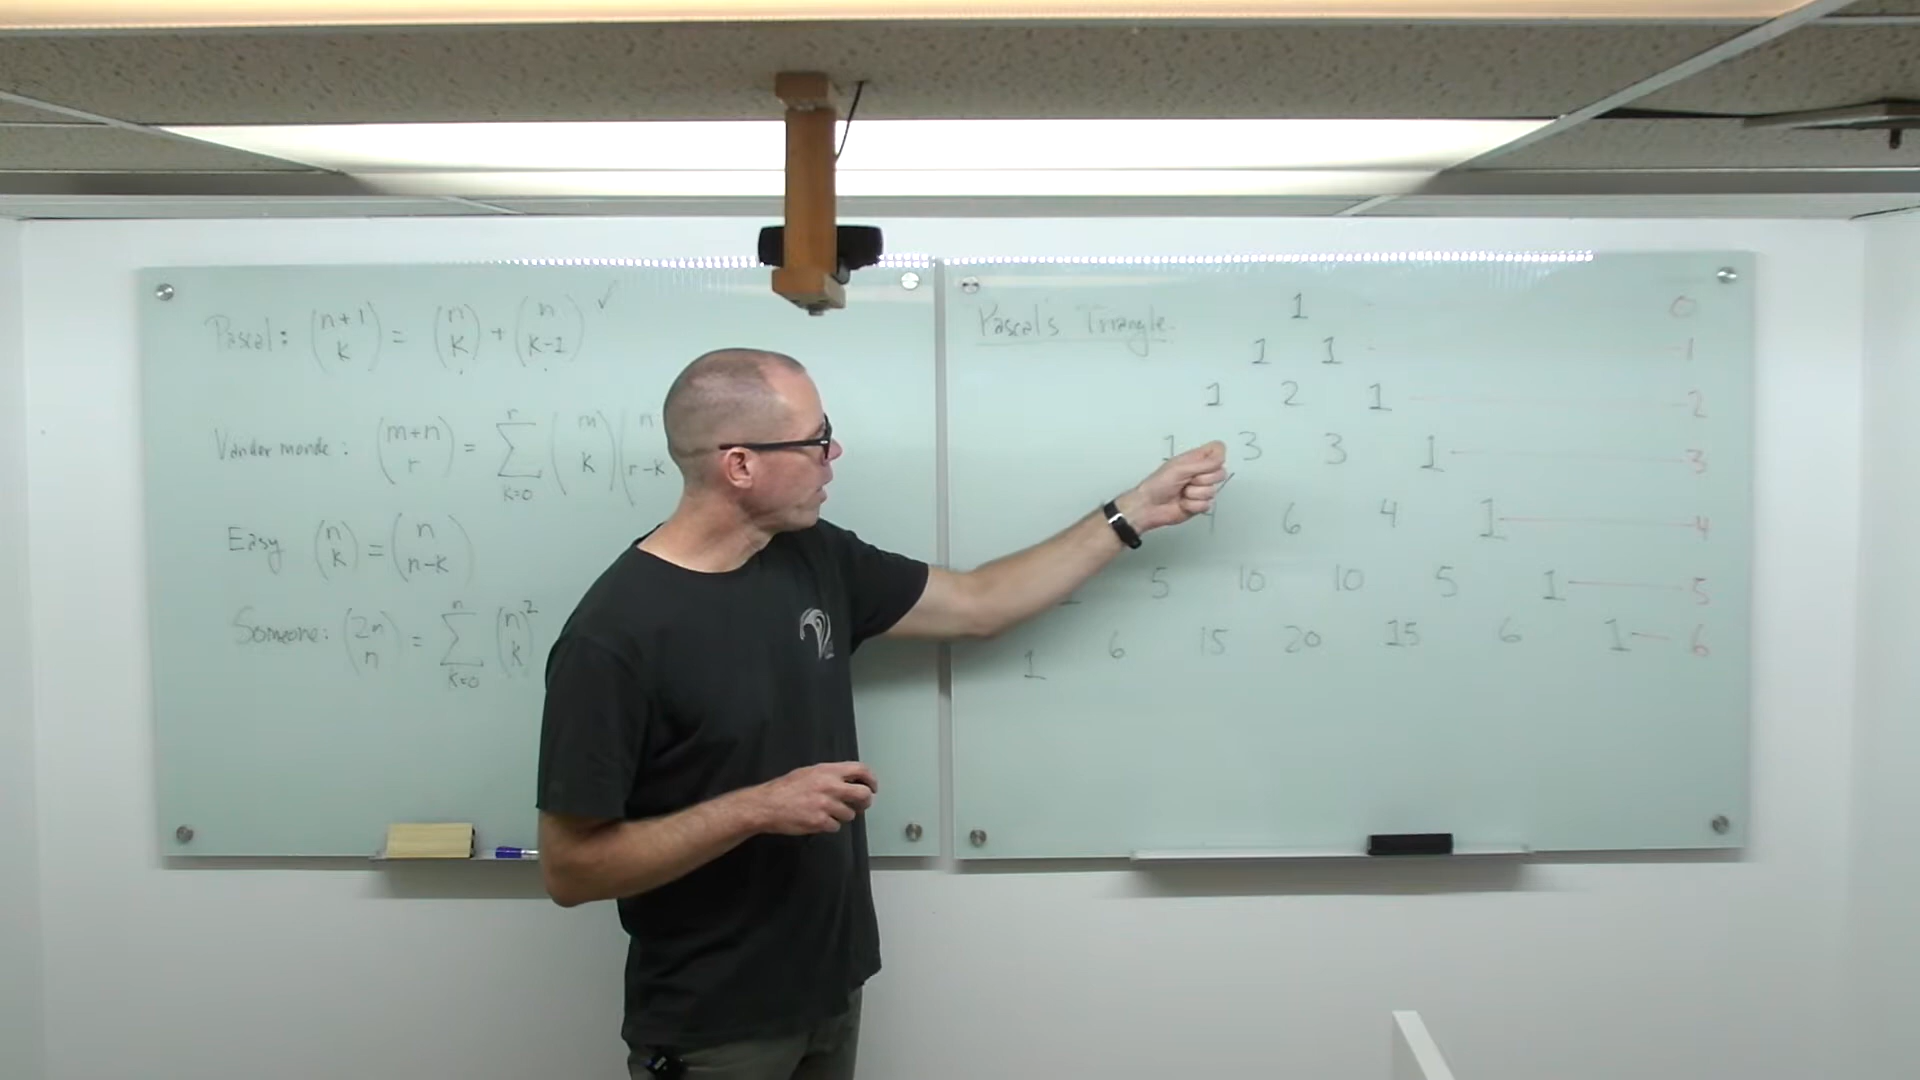 Pascal: (n+1 k) = (n k) + (n k-1) ✓
Vander monde: (m+n r) = Σ k=0 r (m k)(n r-k
Easy (n k) = (n n-k)
Someone: (2n n) = Σ k=0 n (n k)²
Pascal's Triangle.
1 0
1 1 1
1 2 1 2
1 3 3 1 3
4 6 4 1 4
1 5 10 10 5 1 5
1 6 15 20 15 6 1 6